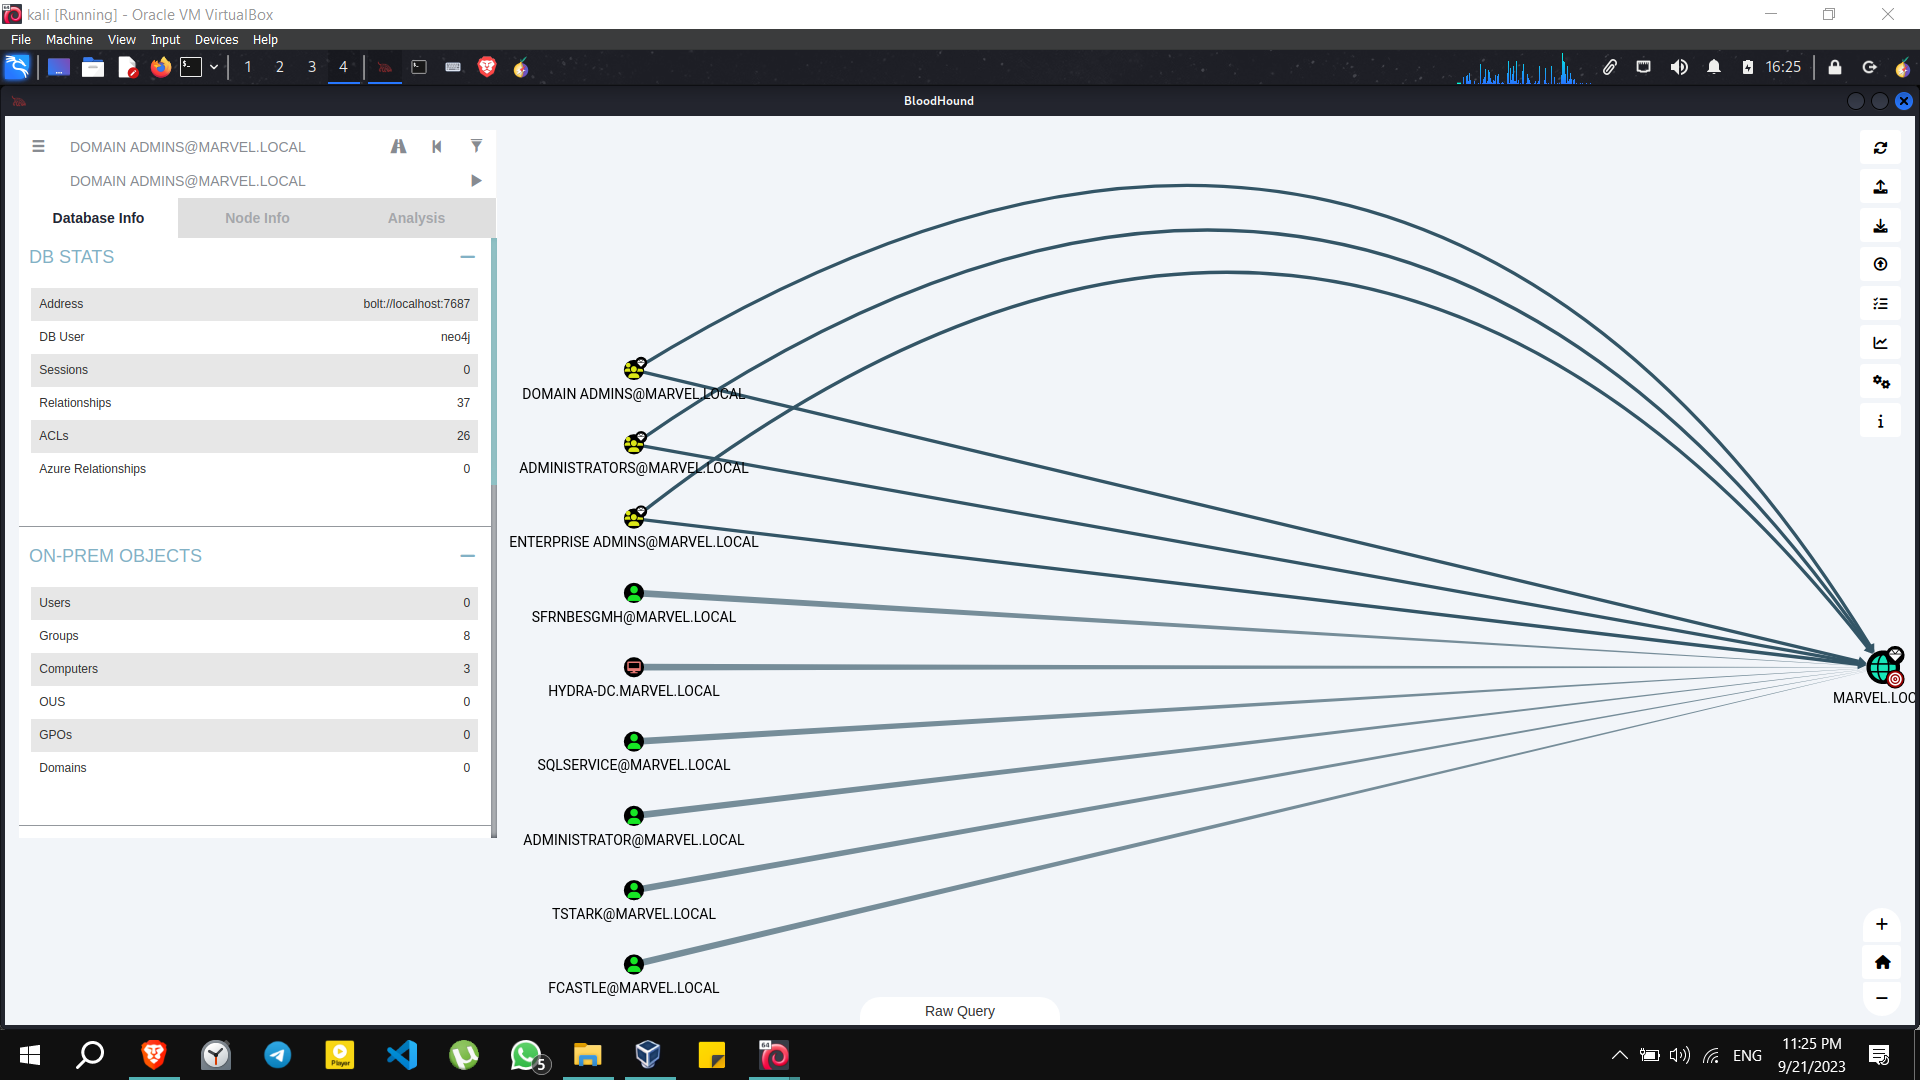 kali [Running] - Oracle VM VirtualBox
File Machine View Input Devices Help
1 2 3 4
16:25
BloodHound
DOMAIN ADMINS@MARVEL.LOCAL
DOMAIN ADMINS@MARVEL.LOCAL
Database Info Node Info Analysis
DB STATS
Address bolt://localhost:7687
DB User neo4j
Sessions 0
Relationships 37
ACLs 26
Azure Relationships 0
ON-PREM OBJECTS
Users 0
Groups 8
Computers 3
OUS 0
GPOs 0
Domains 0
DOMAIN ADMINS@MARVEL.LOCAL
ADMINISTRATORS@MARVEL.LOCAL
ENTERPRISE ADMINS@MARVEL.LOCAL
SFRNBESGMH@MARVEL.LOCAL
HYDRA-DC.MARVEL.LOCAL
SQLSERVICE@MARVEL.LOCAL
ADMINISTRATOR@MARVEL.LOCAL
TSTARK@MARVEL.LOCAL
FCASTLE@MARVEL.LOCAL
MARVEL.LOC
Raw Query
Player
5
64
ENG
11:25 PM
9/21/2023